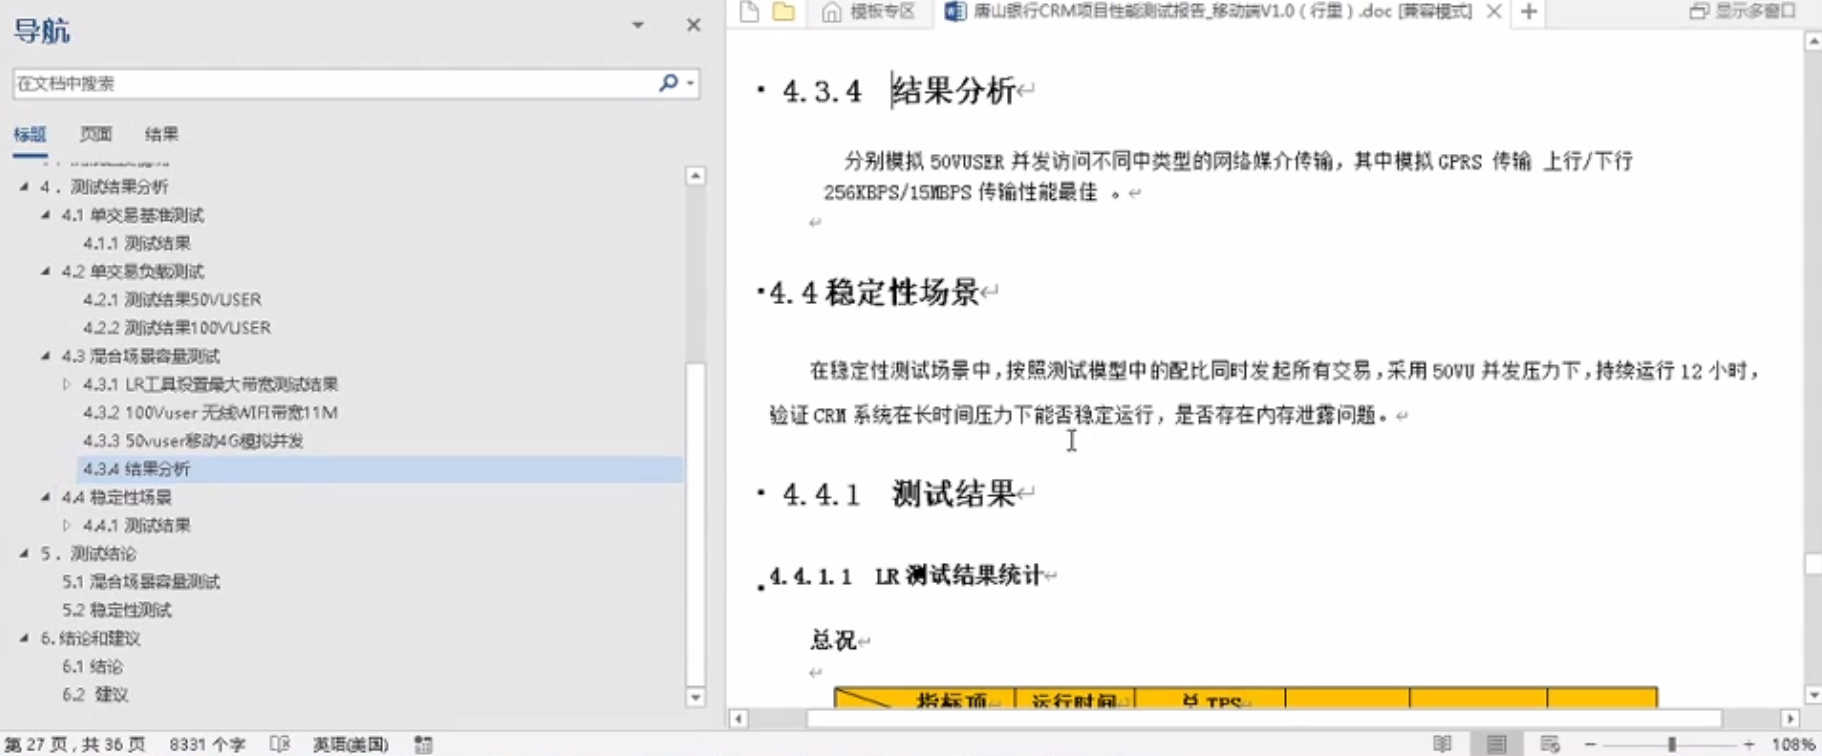 导航
在文档中搜索
标题 页面 结果
4. 测试结果分析
4.1 单交易基准测试
4.1.1 测试结果
4.2 单交易负载测试
4.2.1 测试结果50VUSER
4.2.2 测试结果100VUSER
4.3 混合场景容量测试
4.3.1 LR工具设置最大带宽测试结果
4.3.2 100Vuser 无线WIFI带宽11M
4.3.3 50vuser移动4G模拟并发
4.3.4 结果分析
4.4 稳定性场景
4.4.1 测试结果
5. 测试结论
5.1 混合场景容量测试
5.2 稳定性测试
6.结论和建议
6.1 结论
6.2 建议
模板专区
唐山银行CRM项目性能测试报告_移动端V1.0（行里）.doc [兼容模式]
显示多窗口
4.3.4 结果分析
分别模拟 50VUSER 并发访问不同中类型的网络媒介传输，其中模拟 GPRS 传输 上行/下行
256KBPS/15MBPS 传输性能最佳 。
4.4 稳定性场景
在稳定性测试场景中，按照测试模型中的配比同时发起所有交易，采用 50VU 并发压力下，持续运行 12 小时，
验证 CRM 系统在长时间压力下能否稳定运行，是否存在内存泄露问题。
4.4.1 测试结果
4.4.1.1 LR 测试结果统计
总况
指标项 运行时间 总 TPS
第 27 页，共 36 页 8331 个字 英语(美国)
108%